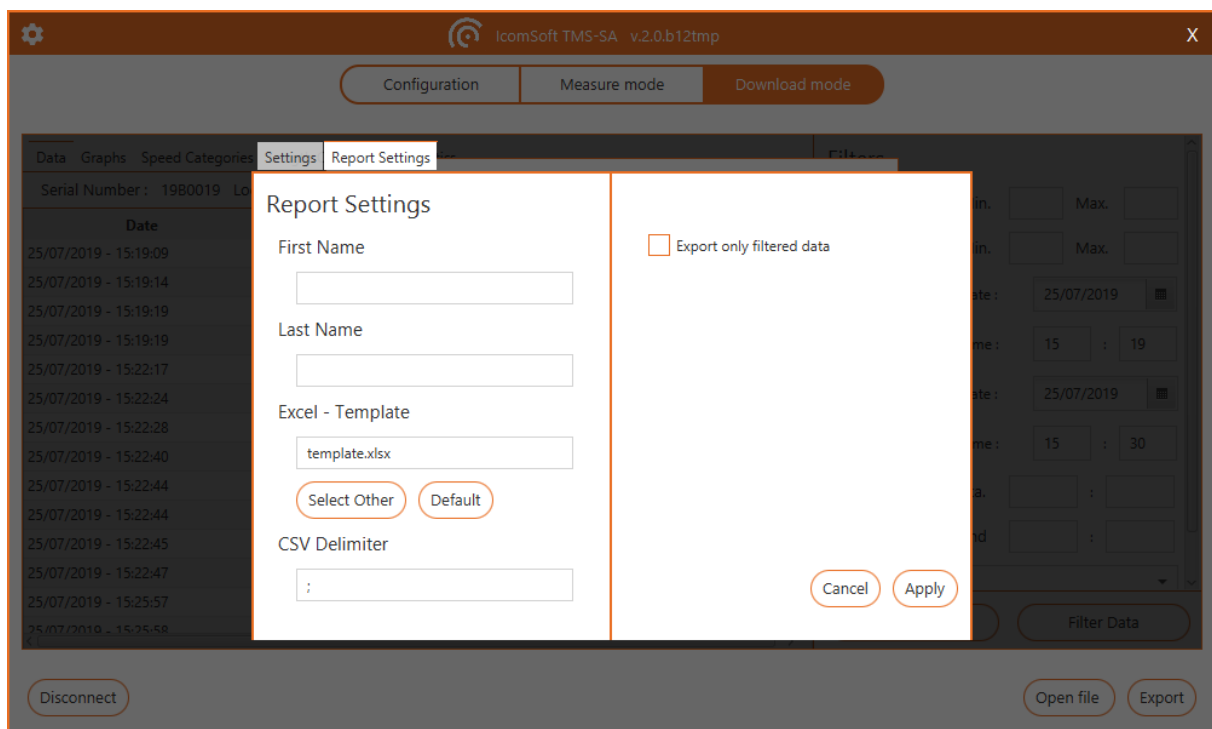 IcomSoft TMS-SA v.2.0.b12tmp
X
Configuration
Measure mode
Download mode
Data Graphs Speed Categories
Settings
Report Settings
Filters
Serial Number : 19B0019
Date
25/07/2019 - 15:19:09
25/07/2019 - 15:19:14
25/07/2019 - 15:19:19
25/07/2019 - 15:19:19
25/07/2019 - 15:22:17
25/07/2019 - 15:22:24
25/07/2019 - 15:22:28
25/07/2019 - 15:22:40
25/07/2019 - 15:22:44
25/07/2019 - 15:22:44
25/07/2019 - 15:22:45
25/07/2019 - 15:22:47
25/07/2019 - 15:25:57
25/07/2019 - 15:25:58
Report Settings
First Name
Last Name
Excel - Template
template.xlsx
Select Other
Default
CSV Delimiter
;
Export only filtered data
Cancel
Apply
Max.
Max.
25/07/2019
15 : 19
25/07/2019
15 : 30
:
:
Filter Data
Disconnect
Open file
Export